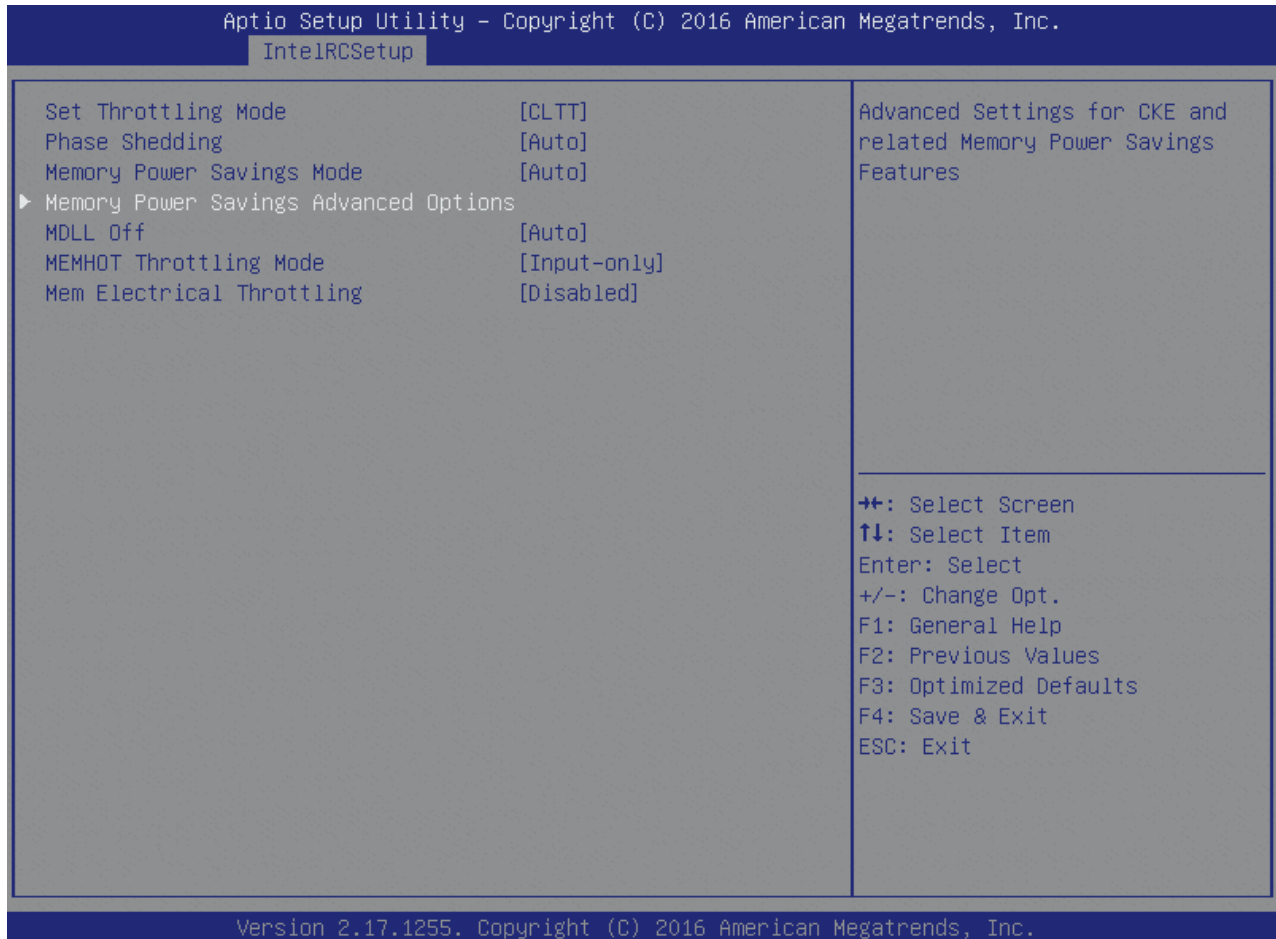 Aptio Setup Utility – Copyright (C) 2016 American Megatrends, Inc.
IntelRCSetup
Set Throttling Mode [CLTT]
Phase Shedding [Auto]
Memory Power Savings Mode [Auto]
▶ Memory Power Savings Advanced Options
MDLL Off [Auto]
MEMHOT Throttling Mode [Input-only]
Mem Electrical Throttling [Disabled]
Advanced Settings for CKE and
related Memory Power Savings
Features
→←: Select Screen
↑↓: Select Item
Enter: Select
+/-: Change Opt.
F1: General Help
F2: Previous Values
F3: Optimized Defaults
F4: Save & Exit
ESC: Exit
Version 2.17.1255. Copyright (C) 2016 American Megatrends, Inc.